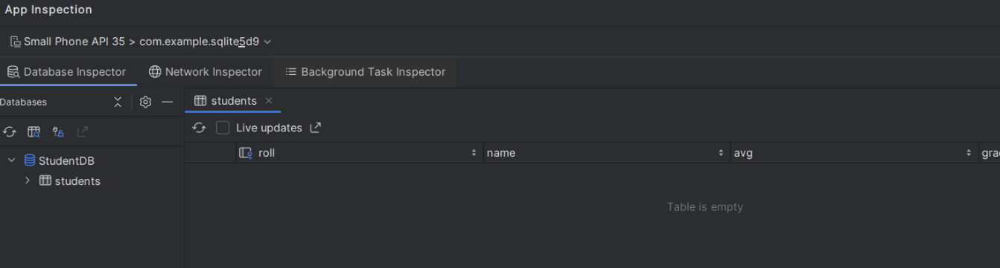 App Inspection
Small Phone API 35 > com.example.sqlite5d9
Database Inspector Network Inspector Background Task Inspector
Databases
students
Live updates
StudentDB
students
roll name avg grad
Table is empty